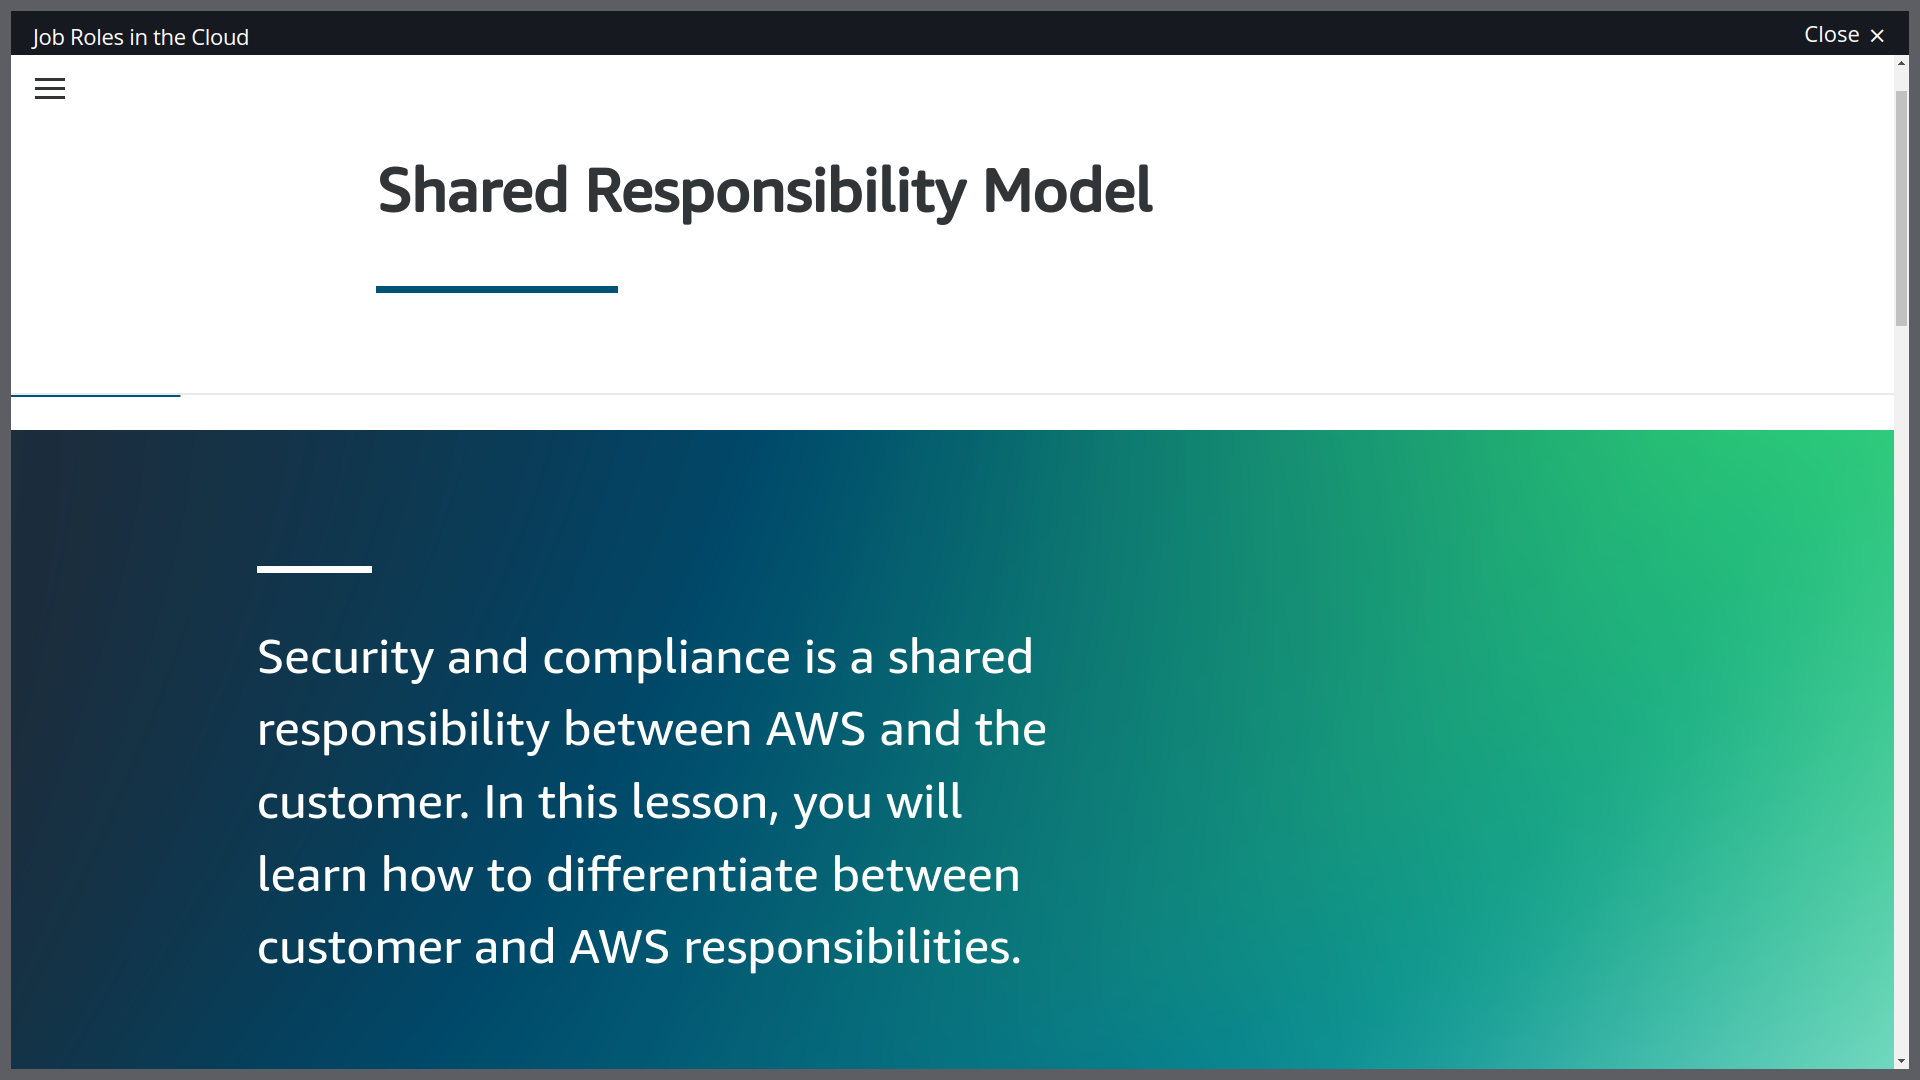 Job Roles in the Cloud
Close ×
Shared Responsibility Model
Security and compliance is a shared
responsibility between AWS and the
customer. In this lesson, you will
learn how to differentiate between
customer and AWS responsibilities.